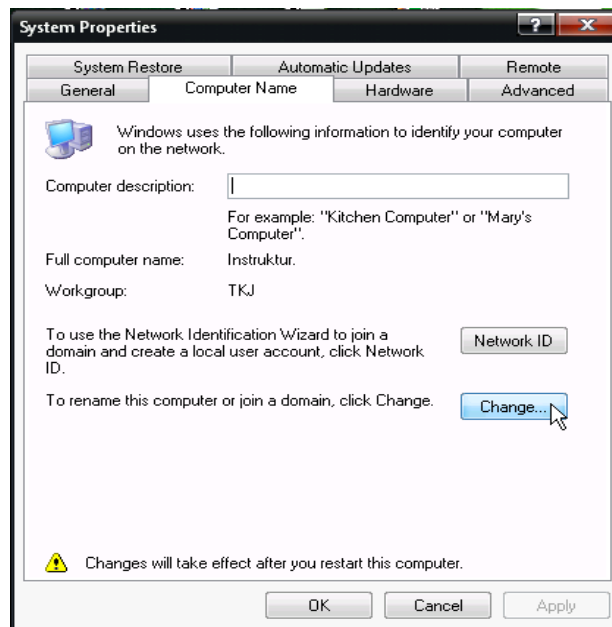 System Properties
System Restore Automatic Updates Remote
General Computer Name Hardware Advanced
Windows uses the following information to identify your computer
on the network.
Computer description:
For example: "Kitchen Computer" or "Mary's
Computer".
Full computer name: Instruktur.
Workgroup: TKJ
To use the Network Identification Wizard to join a
domain and create a local user account, click Network
ID.
Network ID
To rename this computer or join a domain, click Change.
Change...
Changes will take effect after you restart this computer.
OK Cancel Apply